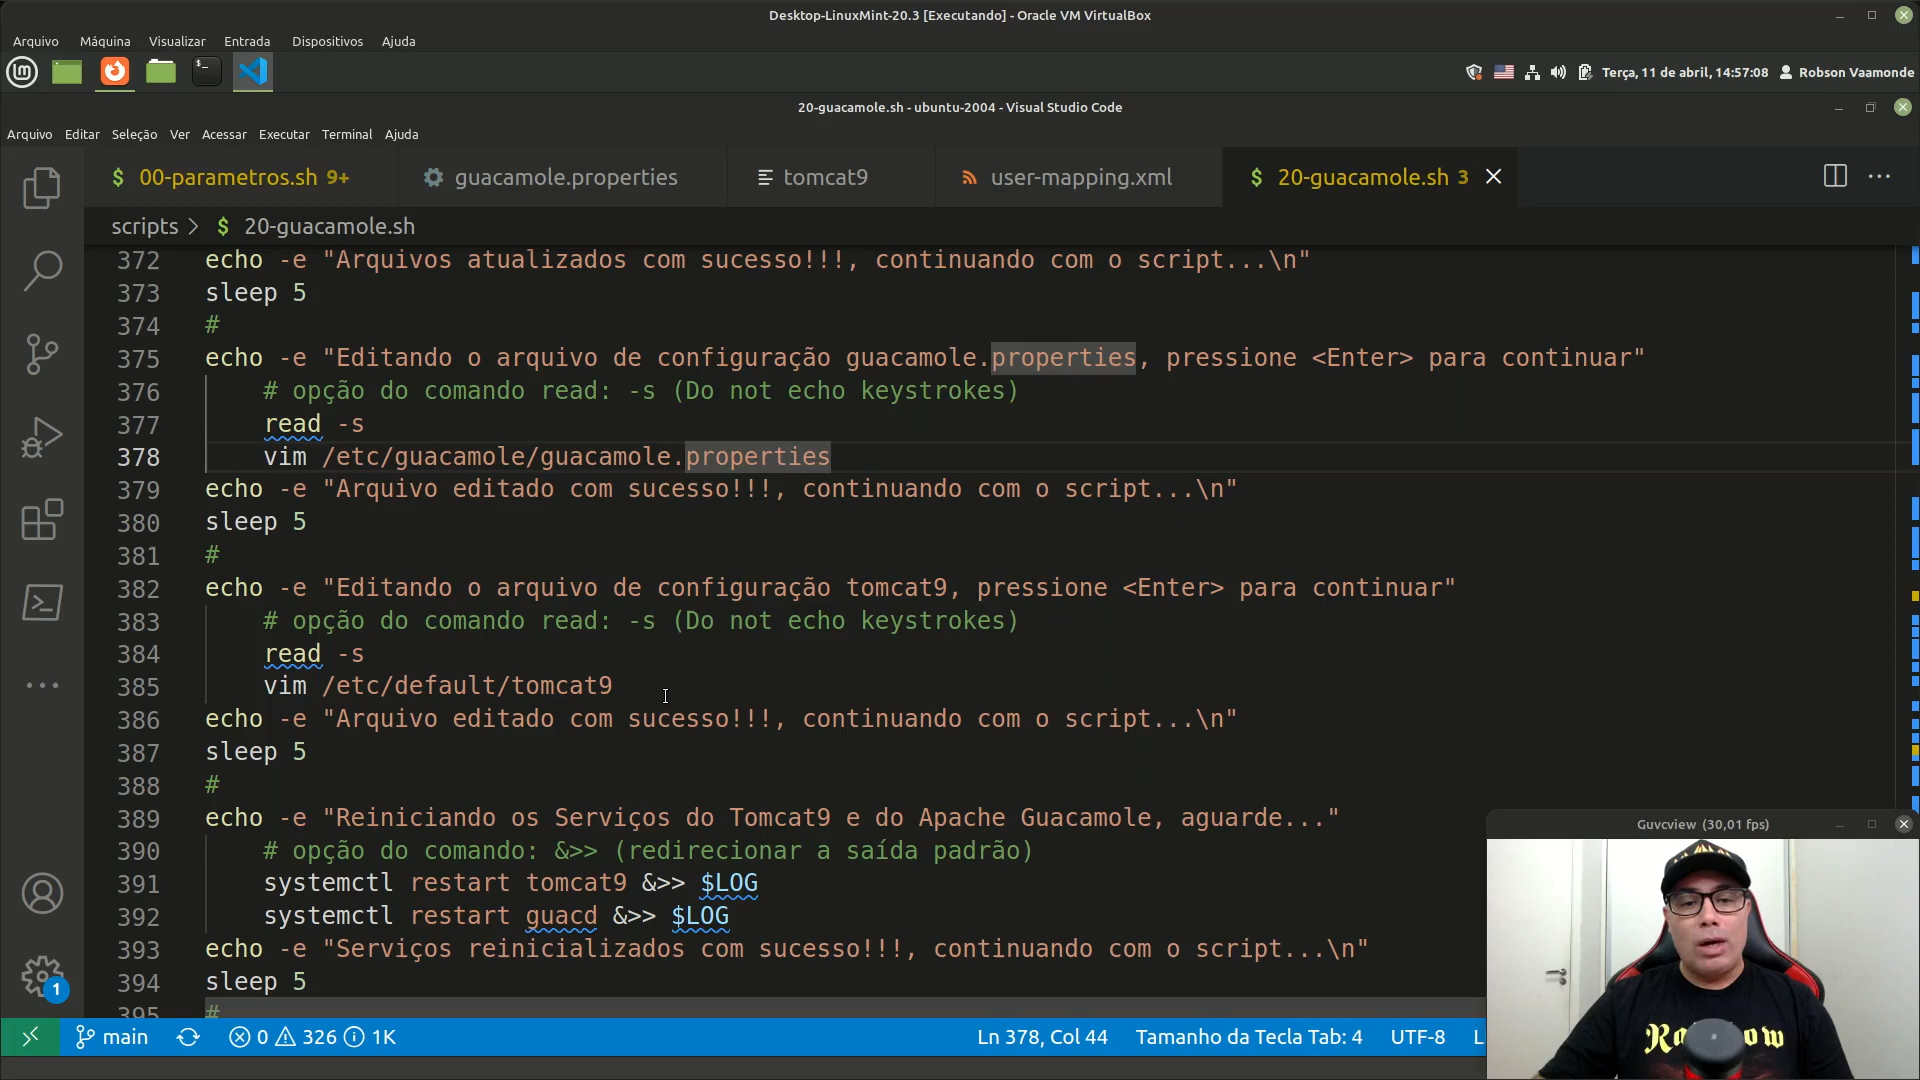 Desktop-LinuxMint-20.3 [Executando] - Oracle VM VirtualBox
Arquivo Máquina Visualizar Entrada Dispositivos Ajuda
Terça, 11 de abril, 14:57:08 Robson Vaamonde
20-guacamole.sh - ubuntu-2004 - Visual Studio Code
Arquivo Editar Seleção Ver Acessar Executar Terminal Ajuda
$ 00-parametros.sh 9+ guacamole.properties tomcat9 user-mapping.xml $ 20-guacamole.sh 3
scripts > $ 20-guacamole.sh
372 echo -e "Arquivos atualizados com sucesso!!!, continuando com o script...\n"
373 sleep 5
374 #
375 echo -e "Editando o arquivo de configuração guacamole.properties, pressione <Enter> para continuar"
376 # opção do comando read: -s (Do not echo keystrokes)
377 read -s
378 vim /etc/guacamole/guacamole.properties
379 echo -e "Arquivo editado com sucesso!!!, continuando com o script...\n"
380 sleep 5
381 #
382 echo -e "Editando o arquivo de configuração tomcat9, pressione <Enter> para continuar"
383 # opção do comando read: -s (Do not echo keystrokes)
384 read -s
385 vim /etc/default/tomcat9
386 echo -e "Arquivo editado com sucesso!!!, continuando com o script...\n"
387 sleep 5
388 #
389 echo -e "Reiniciando os Serviços do Tomcat9 e do Apache Guacamole, aguarde..."
390 # opção do comando: &>> (redirecionar a saída padrão)
391 systemctl restart tomcat9 &>> $LOG
392 systemctl restart guacd &>> $LOG
393 echo -e "Serviços reinicializados com sucesso!!!, continuando com o script...\n"
394 sleep 5
395 #
Guvcview (30,01 fps)
1
main 0 326 1K Ln 378, Col 44 Tamanho da Tecla Tab: 4 UTF-8 L